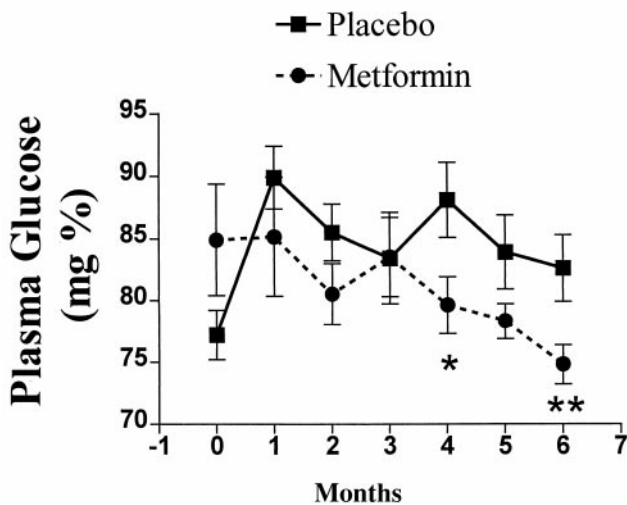 Placebo
Metformin
Plasma Glucose
(mg %)
95
90
85
80
75
70
-1 0 1 2 3 4 5 6 7
*
**
Months